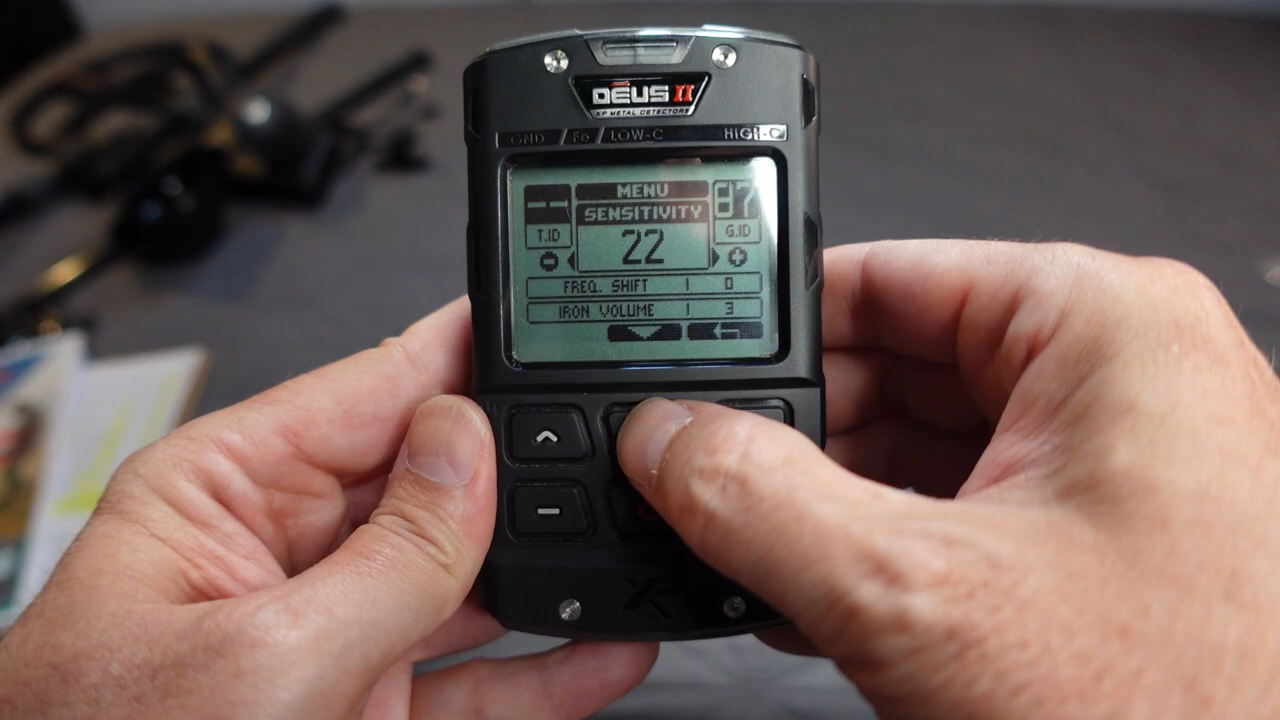 DEUS II
XP METAL DETECTORS
GND / Fe / LOW-C HIGH-C
MENU
-- SENSITIVITY 87
T.ID 22 G.ID
FREQ. SHIFT | 0
IRON VOLUME | 3
XP